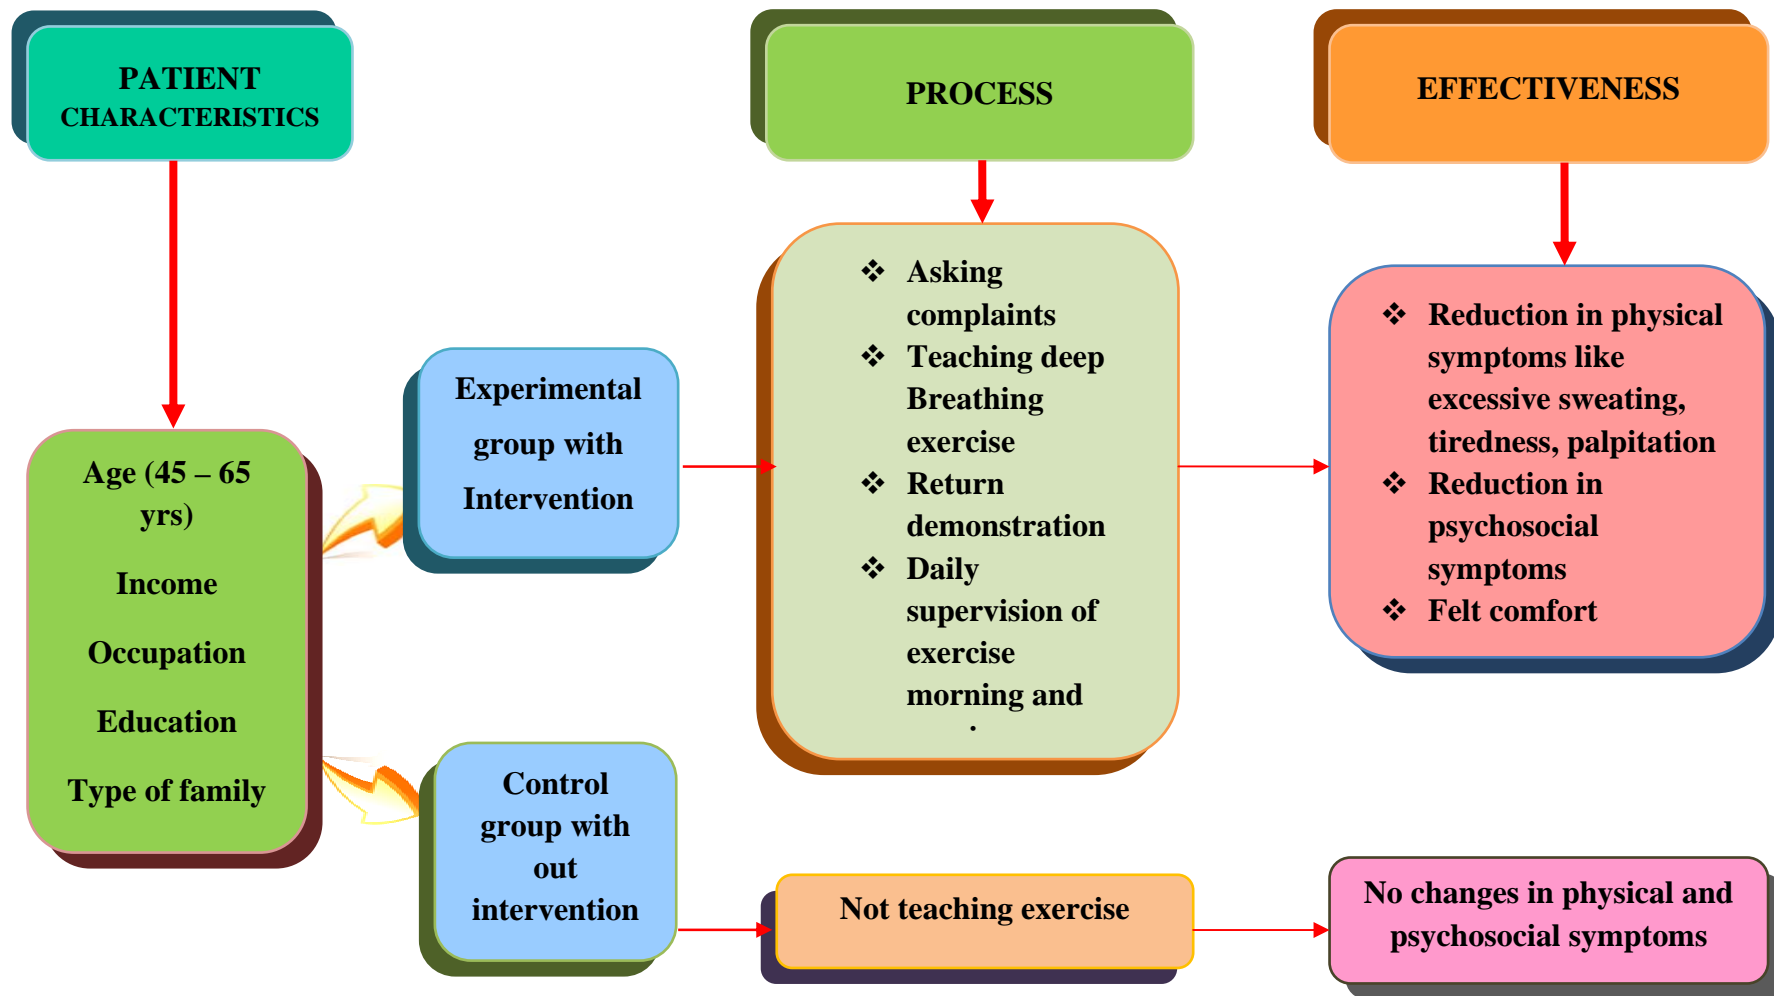 PATIENT
CHARACTERISTICS
PROCESS
EFFECTIVENESS
Age (45 – 65
yrs)
Income
Occupation
Education
Type of family
Experimental
group with
Intervention
Control
group with
out
intervention
❖ Asking
complaints
❖ Teaching deep
Breathing
exercise
❖ Return
demonstration
❖ Daily
supervision of
exercise
morning and
Not teaching exercise
❖ Reduction in physical
symptoms like
excessive sweating,
tiredness, palpitation
❖ Reduction in
psychosocial
symptoms
❖ Felt comfort
No changes in physical and
psychosocial symptoms